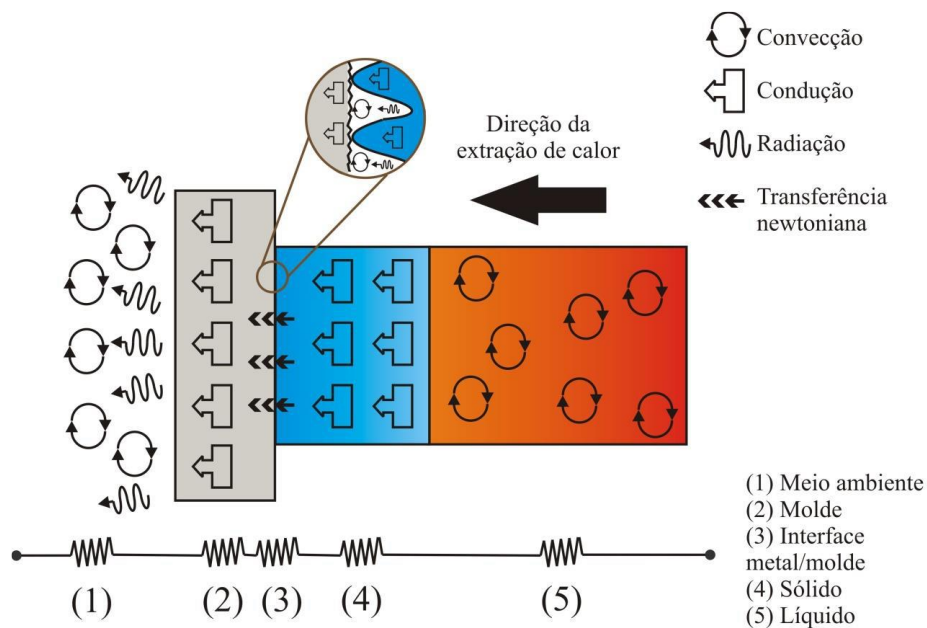 Convecção
Condução
Radiação
Transferência
newtoniana
Direção da
extração de calor
(1) Meio ambiente
(2) Molde
(3) Interface
metal/molde
(4) Sólido
(5) Líquido
(1) (2) (3) (4) (5)